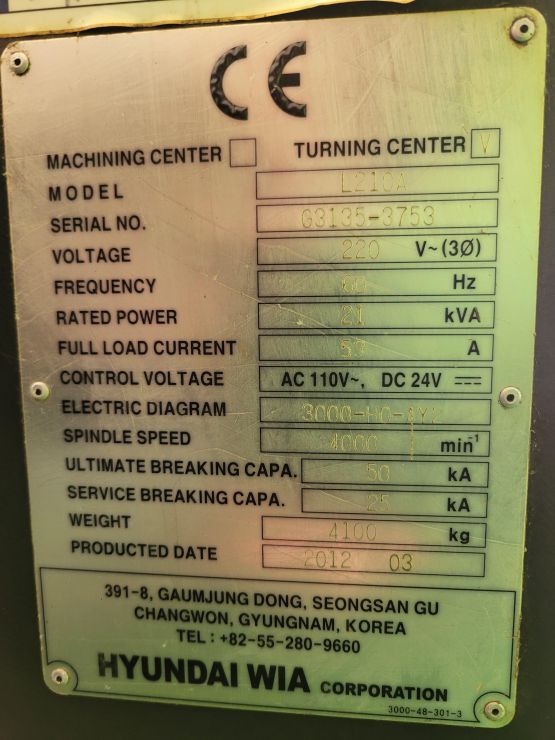 CE
MACHINING CENTER TURNING CENTER V
MODEL L210A
SERIAL NO. G3135-3753
VOLTAGE 220 V~(3Ø)
FREQUENCY 60 Hz
RATED POWER 21 kVA
FULL LOAD CURRENT A
CONTROL VOLTAGE AC 110V~, DC 24V
ELECTRIC DIAGRAM
SPINDLE SPEED 4000 min⁻¹
ULTIMATE BREAKING CAPA. 50 kA
SERVICE BREAKING CAPA. 25 kA
WEIGHT 4100 kg
PRODUCTED DATE 2012 03
391-8, GAUMJUNG DONG, SEONGSAN GU
CHANGWON, GYUNGNAM, KOREA
TEL : +82-55-280-9660
HYUNDAI WIA CORPORATION
3000-48-301-3